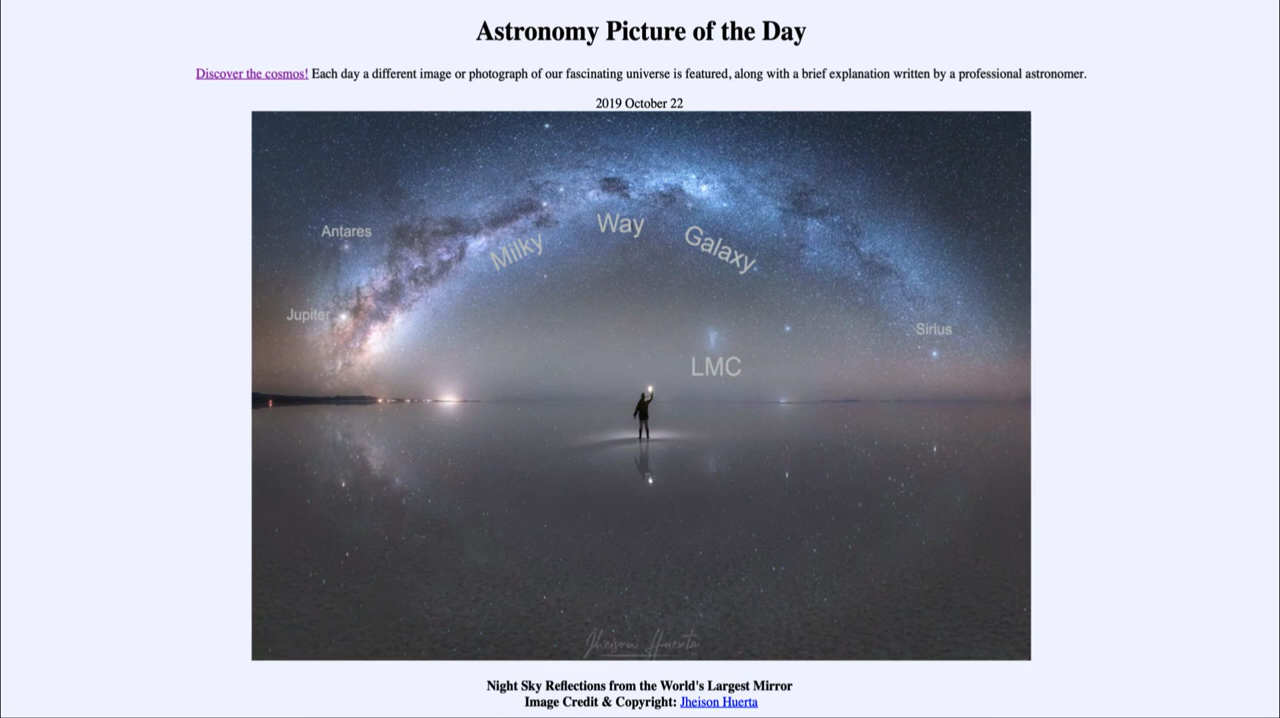 Astronomy Picture of the Day
Discover the cosmos! Each day a different image or photograph of our fascinating universe is featured, along with a brief explanation written by a professional astronomer.
2019 October 22
Way
Galaxy
Milky
Antares
Jupiter
Sirius
LMC
Jheison Huerta
Night Sky Reflections from the World's Largest Mirror
Image Credit & Copyright: Jheison Huerta